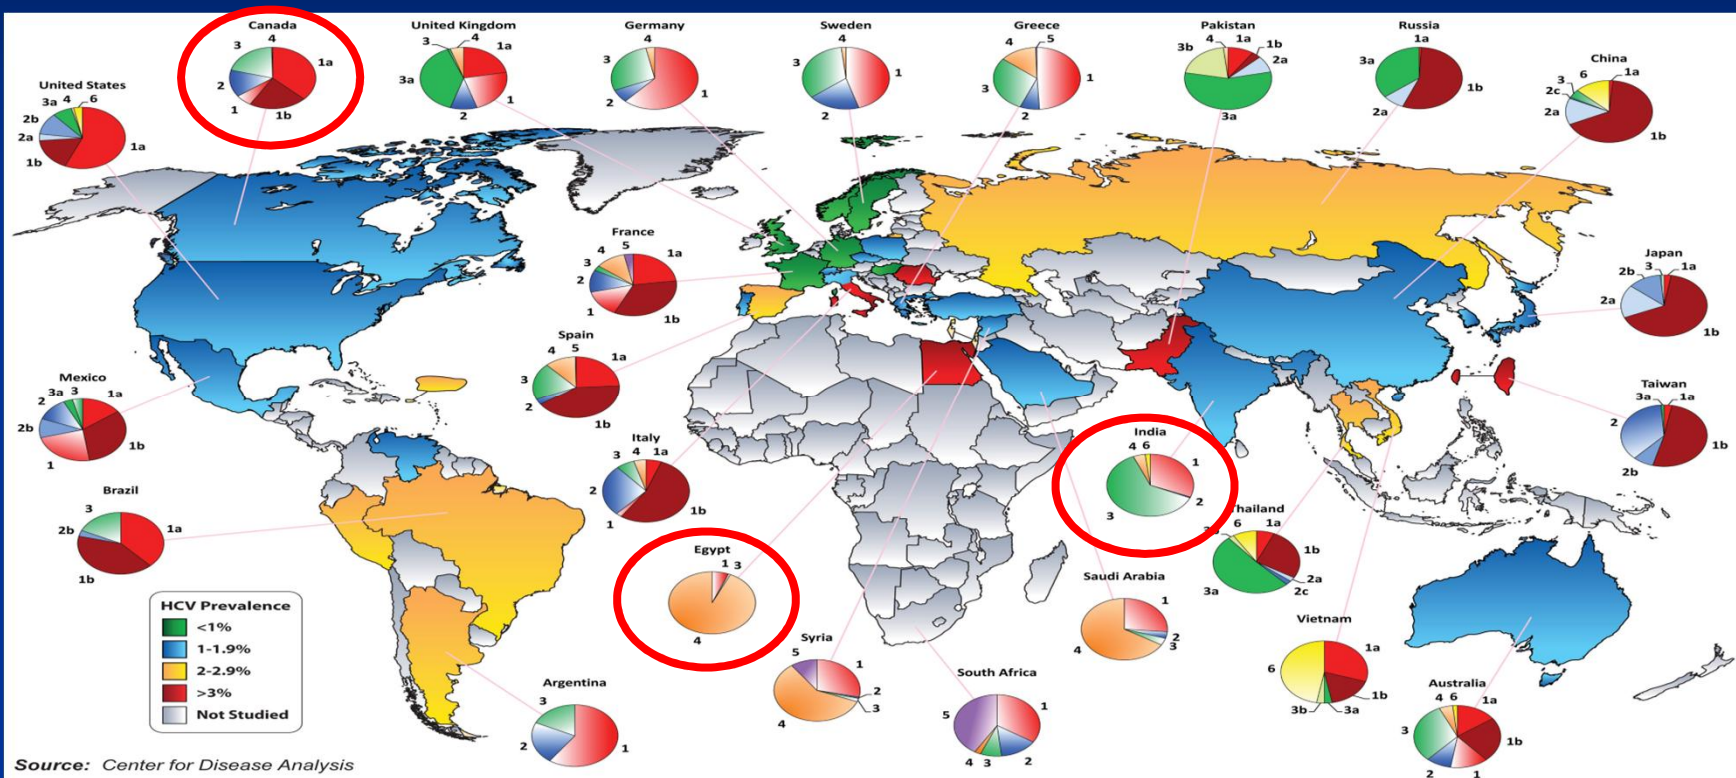 Canada
4
3
1a
2
1
1b
United Kingdom
3 4
1a
3a
1
2
Germany
4
3
1
2
Sweden
4
3
1
2
Greece
4 5
3
1
2
Pakistan
4 1a
3b
1b
2a
3a
Russia
1a
3a
1b
2a
China
6 1a
3
2c
2a
1b
United States
4 6
3a
2b
2a
1b
1a
France
4 5
3
1a
2
1
1b
Japan
3 1a
2b
2a
1b
Spain
5
4
1a
3
2
1b
Mexico
3a 3
2
1a
2b
1b
1
Taiwan
3a 1a
2
1b
2b
Italy
4 1a
3
2
1b
1
India
4 6
1
3
2
Brazil
3
1a
2b
1b
Thailand
6 1a
1b
2a
2c
3a
Egypt
1 3
4
Saudi Arabia
1
2
4 3
HCV Prevalence
<1%
1-1.9%
2-2.9%
>3%
Not Studied
Vietnam
1a
6
1b
3b 3a
Syria
5
1
2
3
4
South Africa
5
1
4 3 2
Argentina
3
2
1
Australia
4 6
1a
3
1b
2 1
Source: Center for Disease Analysis